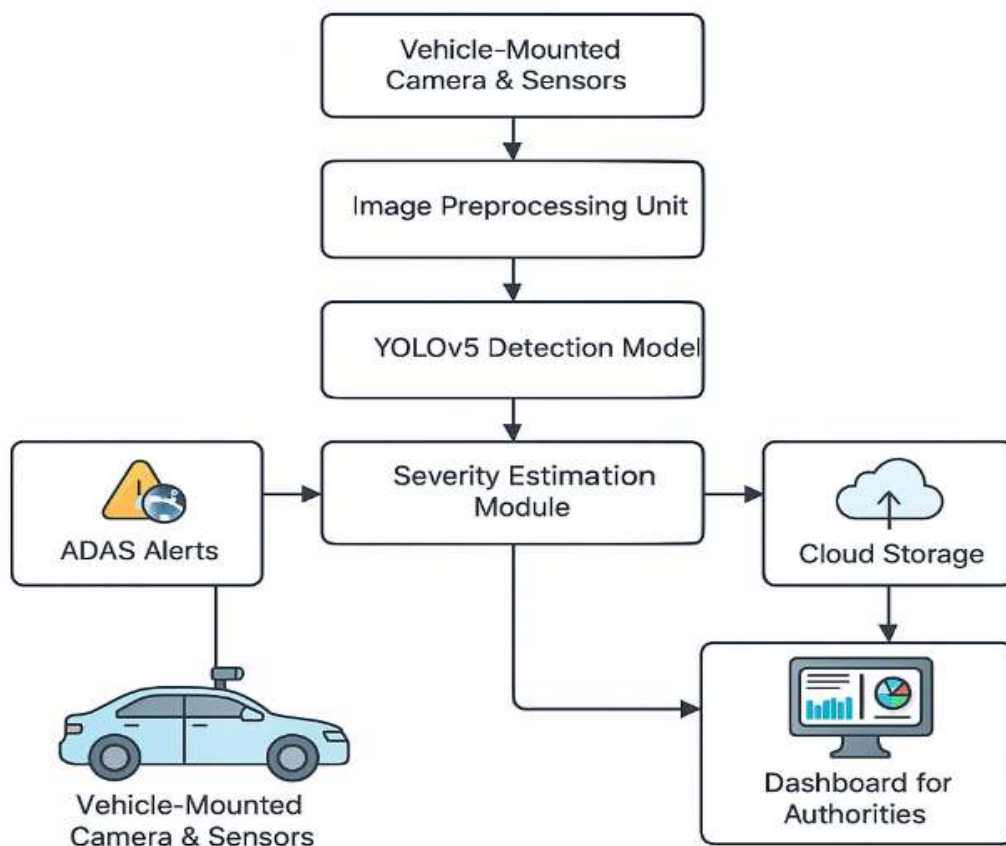 Vehicle-Mounted
Camera & Sensors
Image Preprocessing Unit
YOLOv5 Detection Model
Severity Estimation
Module
ADAS Alerts
Cloud Storage
Vehicle-Mounted
Camera & Sensors
Dashboard for
Authorities